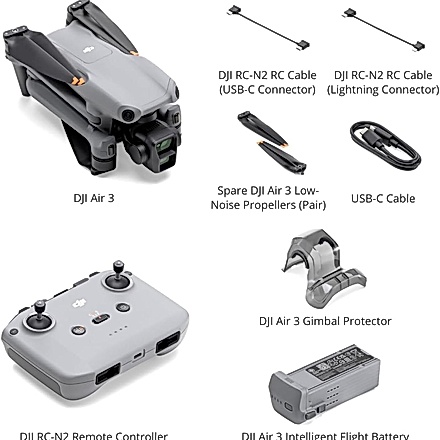 DJI RC-N2 RC Cable
(USB-C Connector)
DJI RC-N2 RC Cable
(Lightning Connector)
DJI Air 3
Spare DJI Air 3 Low-
Noise Propellers (Pair)
USB-C Cable
DJI Air 3 Gimbal Protector
DJI RC-N2 Remote Controller
DJI Air 3 Intelligent Flight Battery